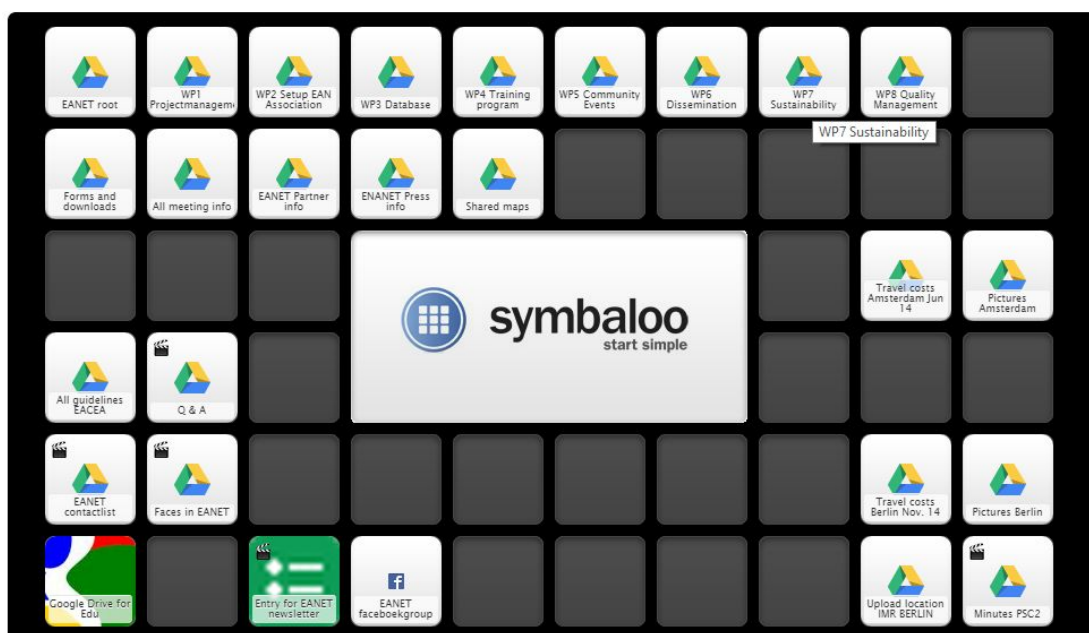 EANET root
WP1
Projectmanageme
WP2 Setup EAN
Association
WP3 Database
WP4 Training
program
WP5 Community
Events
WP6
Dissemination
WP7
Sustainability
WP8 Quality
Management
WP7 Sustainability
Forms and
downloads
All meeting info
EANET Partner
info
ENANET Press
info
Shared maps
symbaloo
start simple
Travel costs
Amsterdam Jun
14
Pictures
Amsterdam
All guidelines
EACEA
Q & A
EANET
contactlist
Faces in EANET
Travel costs
Berlin Nov. 14
Pictures Berlin
Google Drive for
Edu
Entry for EANET
newsletter
EANET
faceboekgroup
Upload location
IMR BERLIN
Minutes PSC2